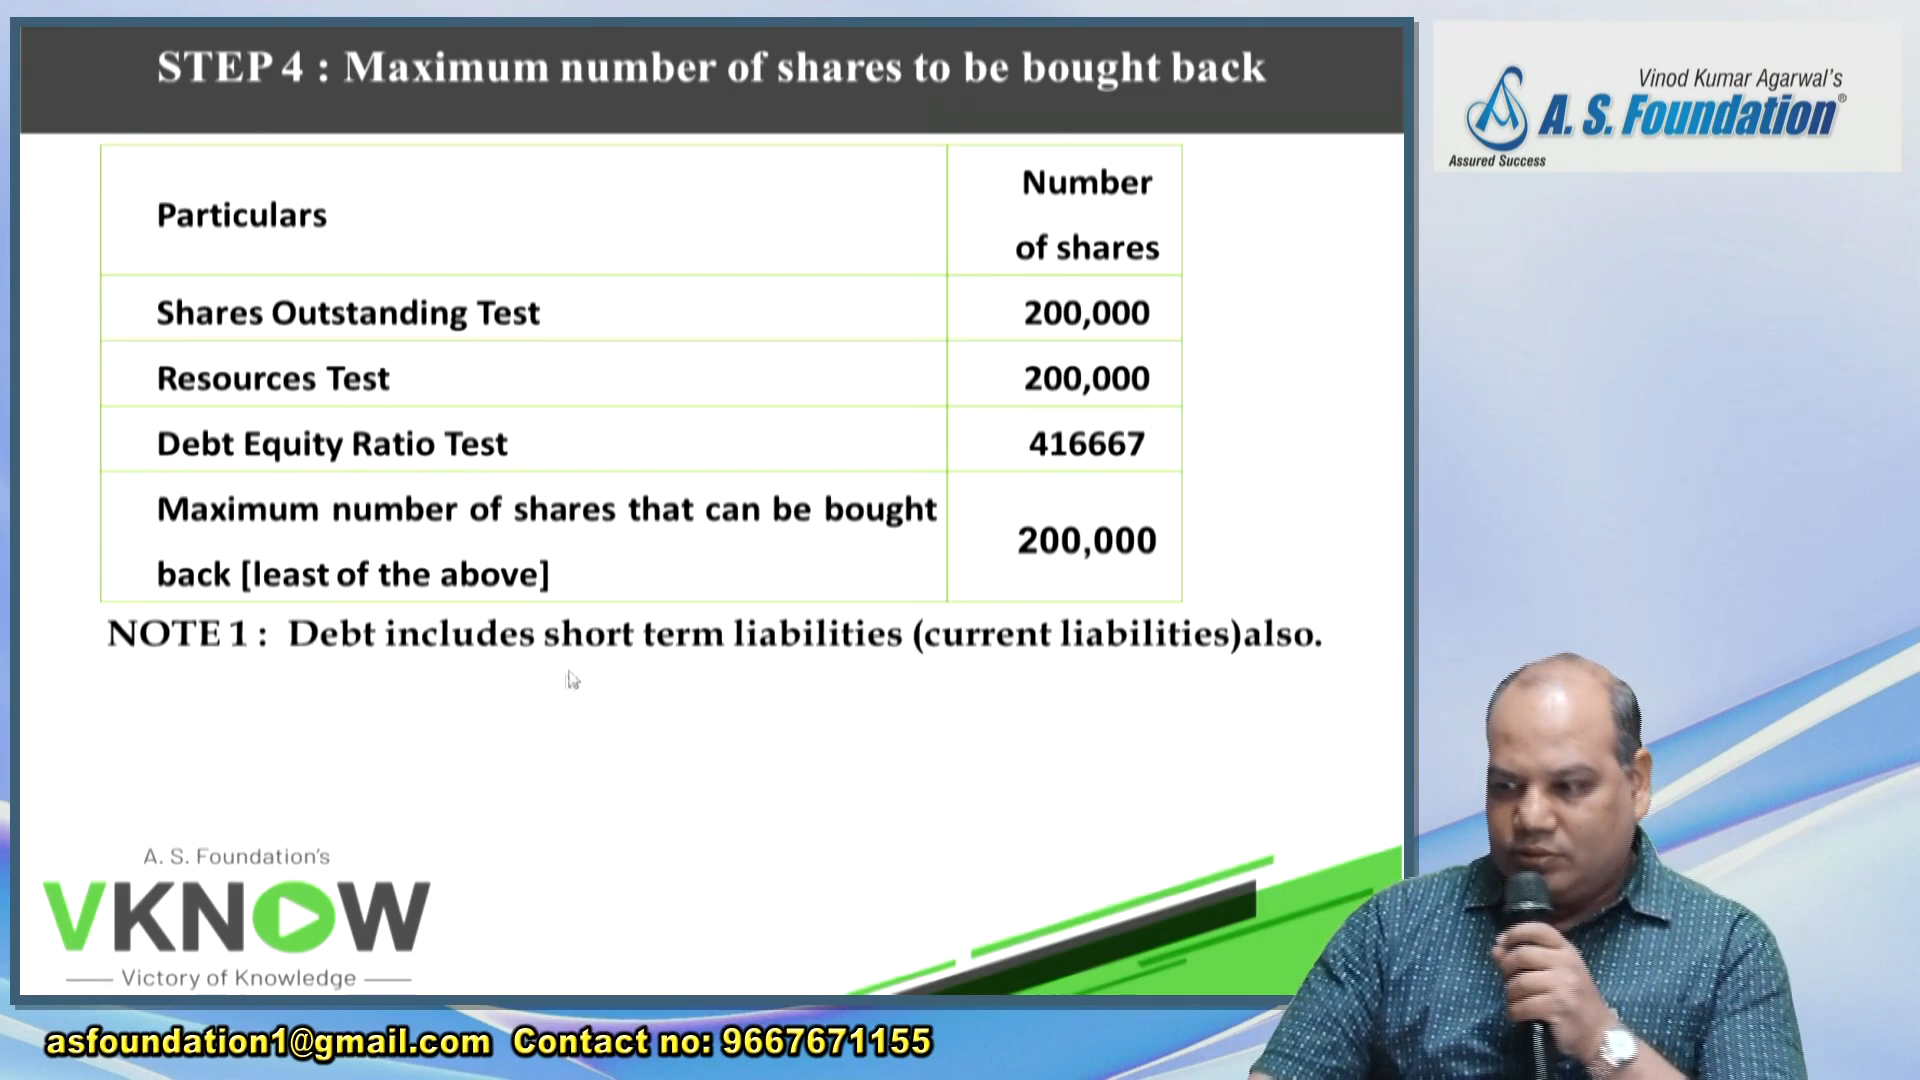 STEP 4 : Maximum number of shares to be bought back
Particulars
Number
of shares
Shares Outstanding Test
200,000
Resources Test
200,000
Debt Equity Ratio Test
416667
Maximum number of shares that can be bought
back [least of the above]
200,000
NOTE 1 : Debt includes short term liabilities (current liabilities)also.
A. S. Foundation's
VKNOW
Victory of Knowledge
Vinod Kumar Agarwal's
A. S. Foundation®
Assured Success
asfoundation1@gmail.com Contact no: 9667671155